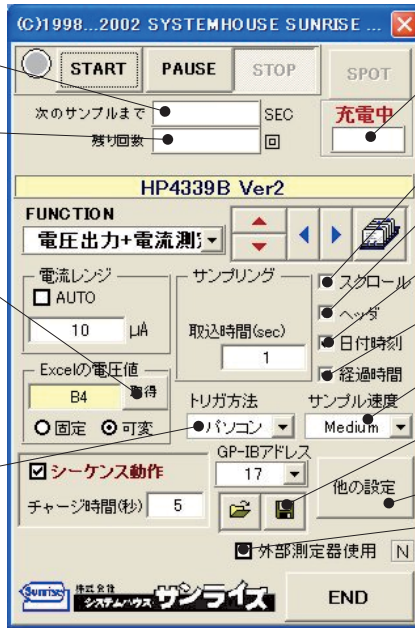 (C)1998...2002 SYSTEMHOUSE SUNRISE ...
START PAUSE STOP SPOT
次のサンプルまで SEC 充電中
残り回数 回
HP4339B Ver2
FUNCTION
電圧出力+電流測定
電流レンジ サンプリング スクロール
AUTO ヘッダ
10 μA 取込時間(sec) 日付時刻
1 経過時間
Excelの電圧値
B4 取得 トリガ方法 サンプル速度
固定 可変 パソコン Medium
GP-IBアドレス
シーケンス動作 17 他の設定
チャージ時間(秒) 5
外部測定器使用 N
Sunrise 株式会社 システムハウス サンライズ END